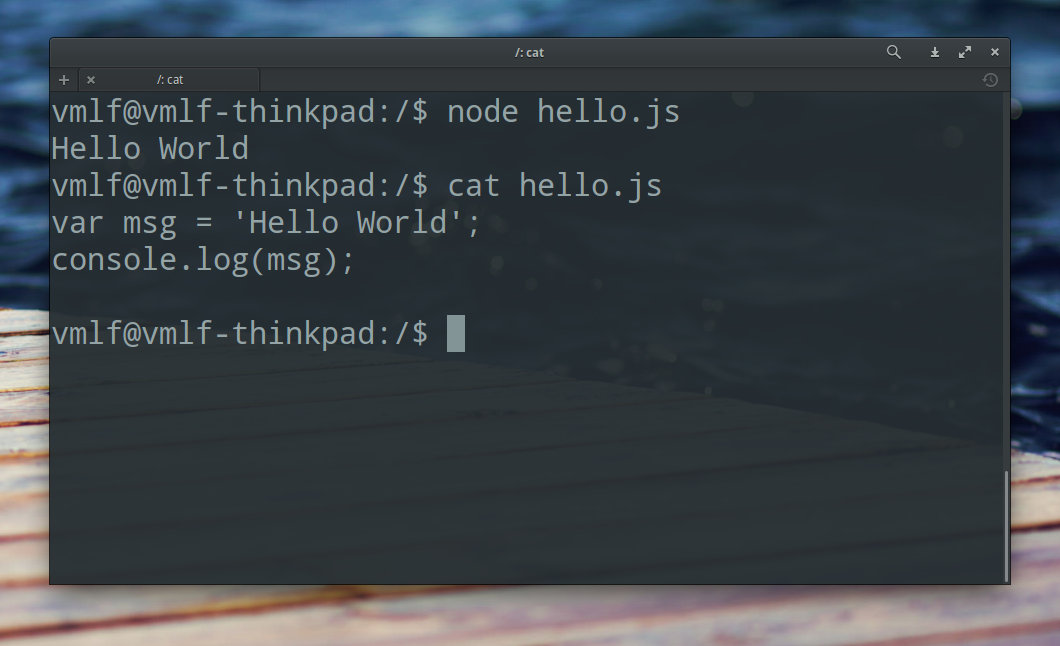 /: cat
/: cat
vmlf@vmlf-thinkpad:/$ node hello.js
Hello World
vmlf@vmlf-thinkpad:/$ cat hello.js
var msg = 'Hello World';
console.log(msg);
vmlf@vmlf-thinkpad:/$